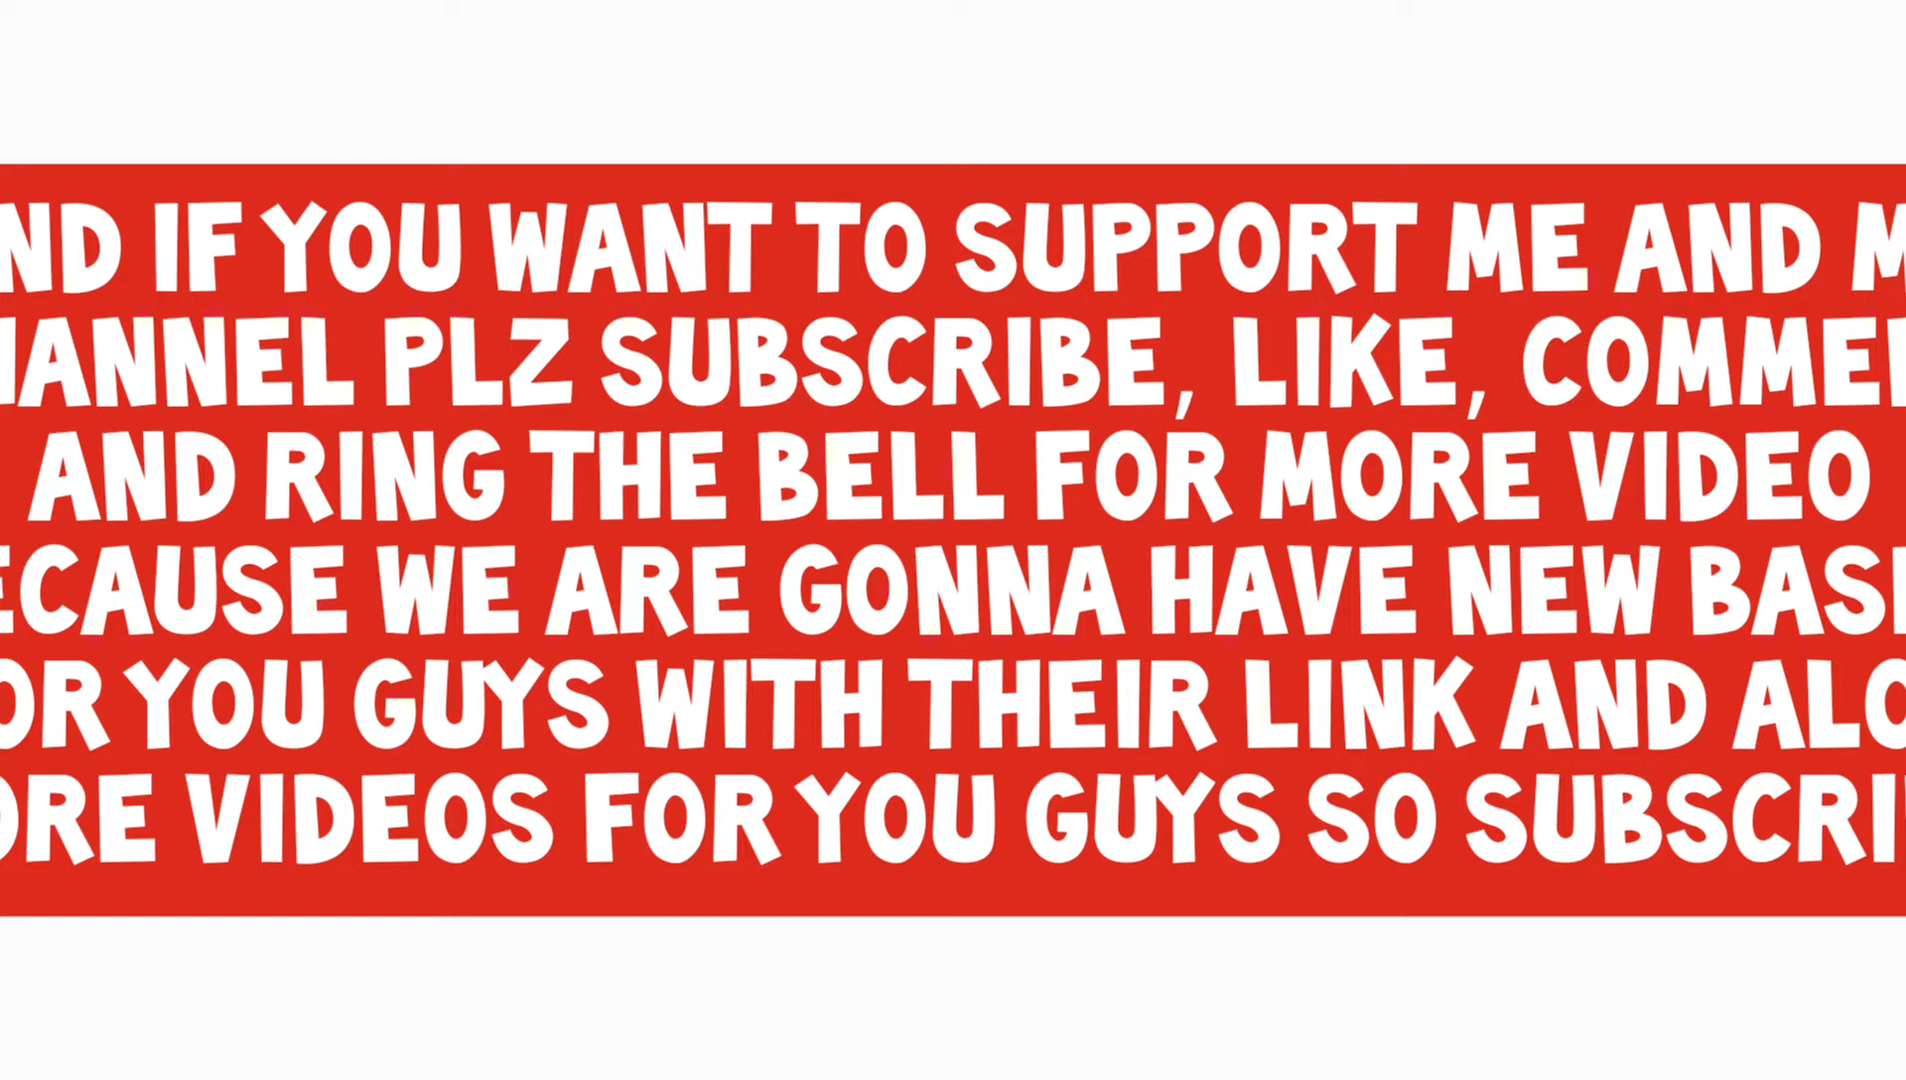 ND IF YOU WANT TO SUPPORT ME AND M
HANNEL PLZ SUBSCRIBE, LIKE, COMME
AND RING THE BELL FOR MORE VIDEO
ECAUSE WE ARE GONNA HAVE NEW BAS
OR YOU GUYS WITH THEIR LINK AND ALO
ORE VIDEOS FOR YOU GUYS SO SUBSCRI